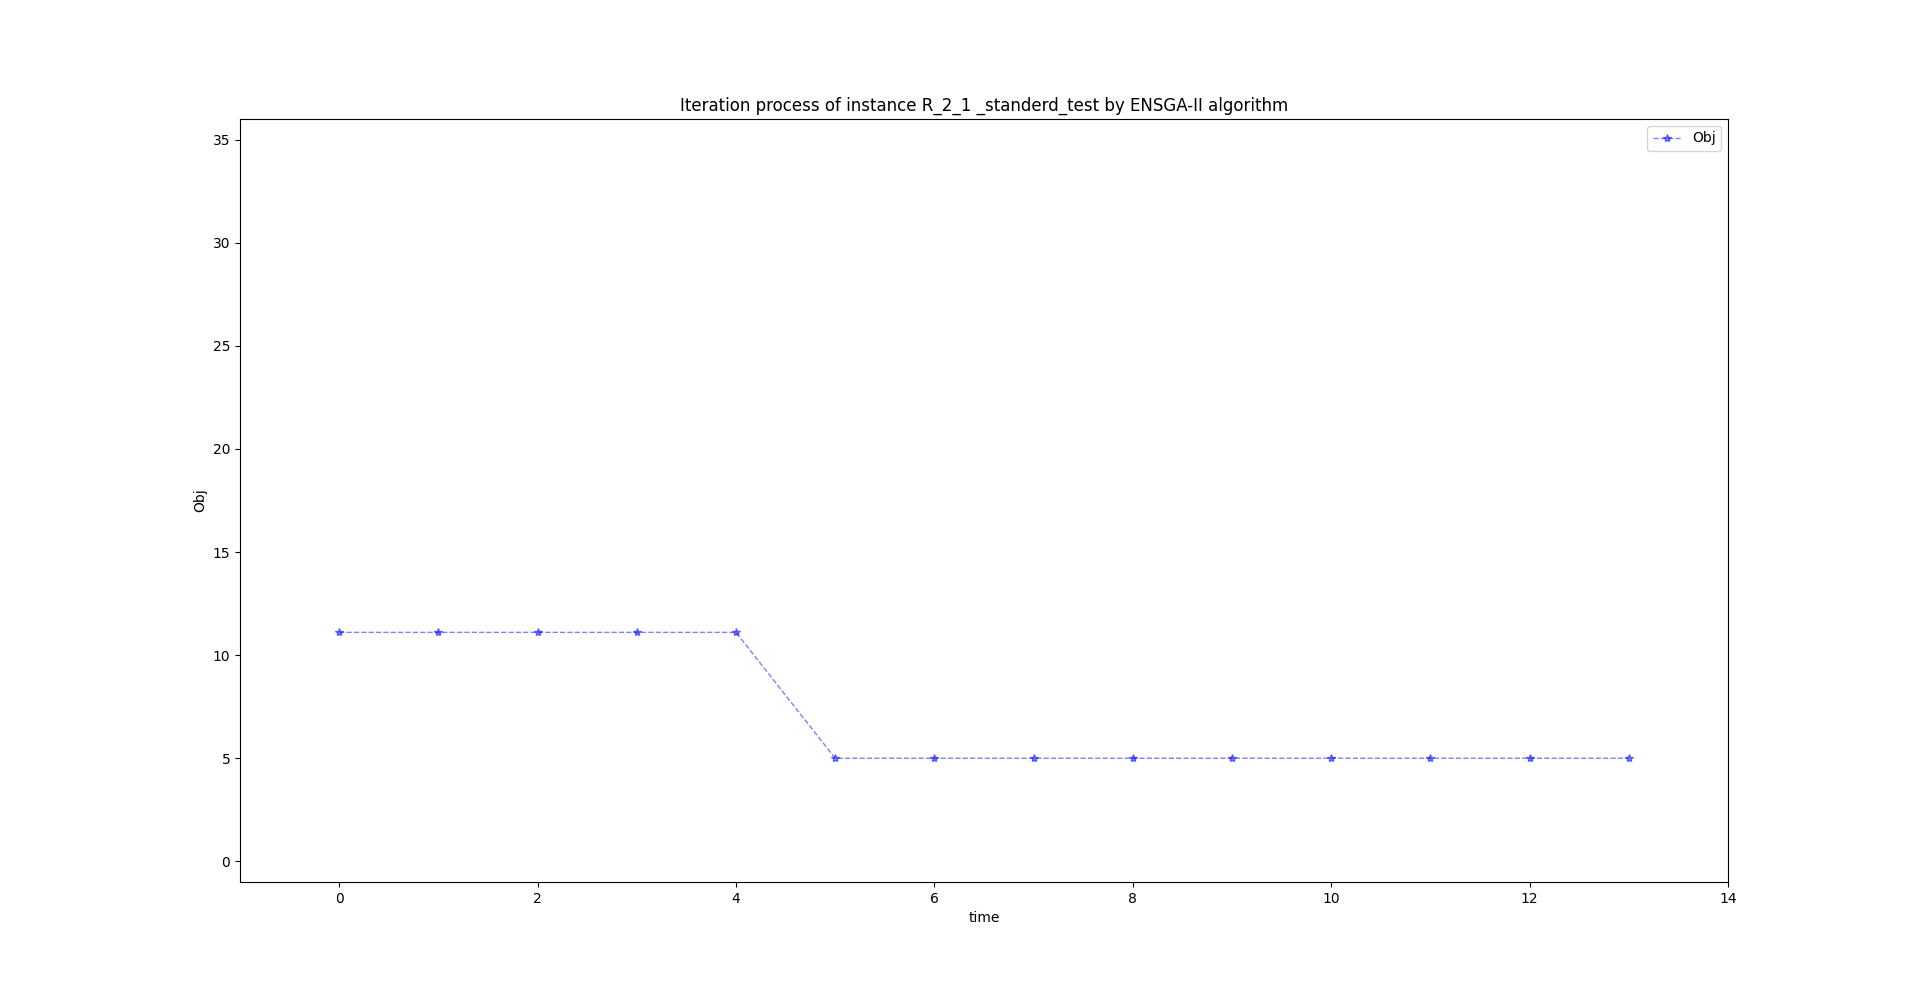 Iteration process of instance R_2_1 _standerd_test by ENSGA-II algorithm
Obj
35
30
25
20
15
10
5
0
Obj
0 2 4 6 8 10 12 14
time